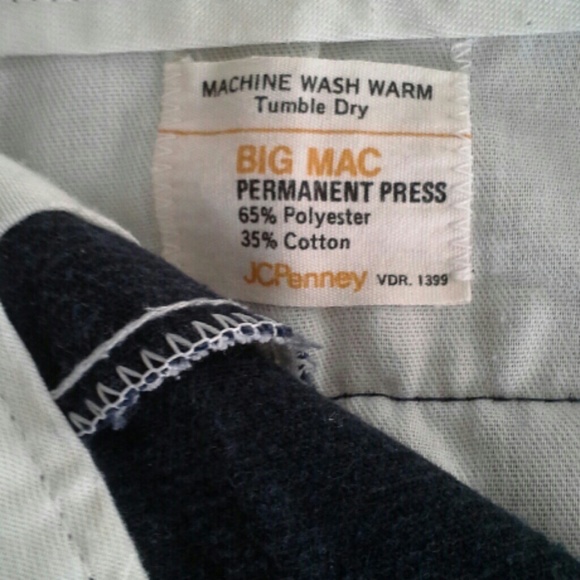 MACHINE WASH WARM
Tumble Dry
BIG MAC
PERMANENT PRESS
65% Polyester
35% Cotton
JCPenney VDR. 1399